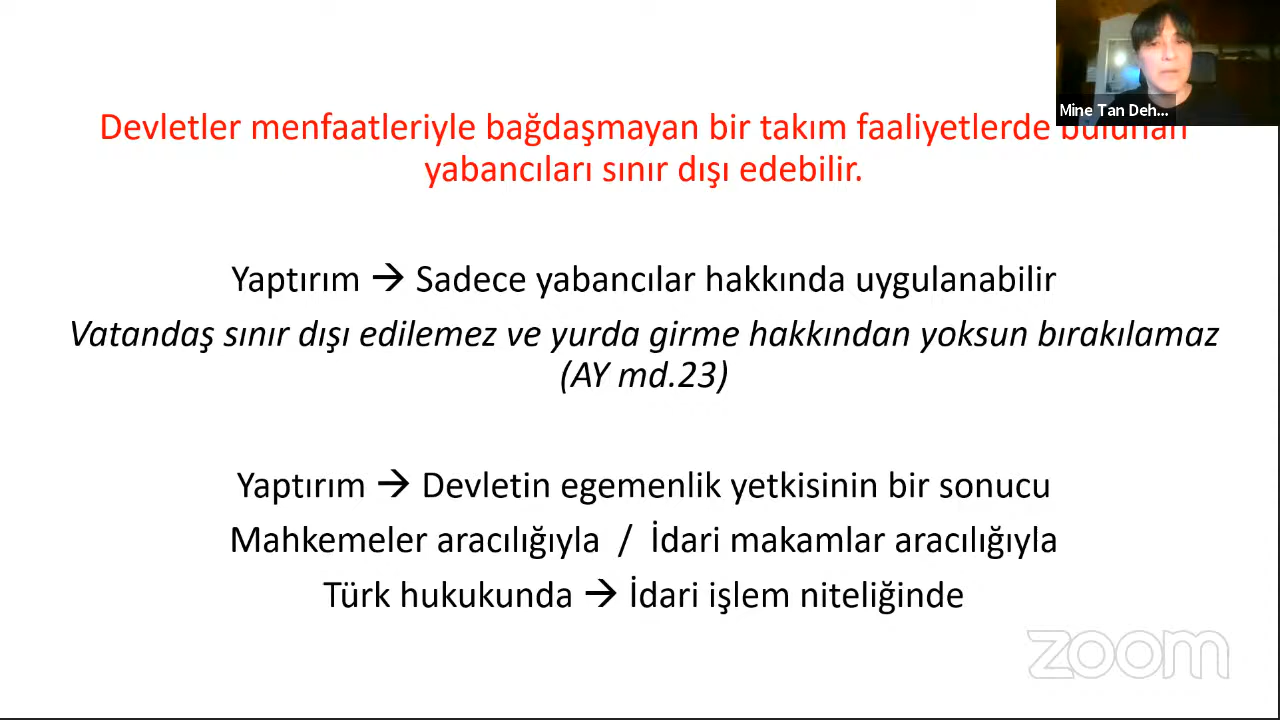 Mine Tan Deh...
Devletler menfaatleriyle bağdaşmayan bir takım faaliyetlerde bulunan
yabancıları sınır dışı edebilir.
Yaptırım → Sadece yabancılar hakkında uygulanabilir
Vatandaş sınır dışı edilemez ve yurda girme hakkından yoksun bırakılamaz
(AY md.23)
Yaptırım → Devletin egemenlik yetkisinin bir sonucu
Mahkemeler aracılığıyla / İdari makamlar aracılığıyla
Türk hukukunda → İdari işlem niteliğinde
zoom